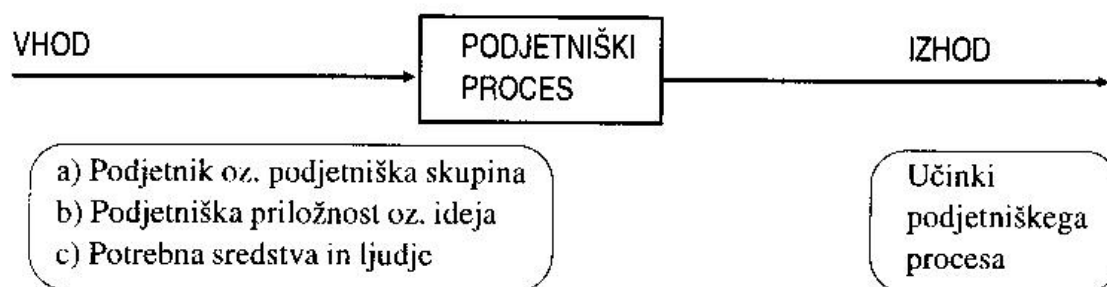 VHOD
PODJETNIŠKI
PROCES
IZHOD
a) Podjetnik oz. podjetniška skupina
b) Podjetniška priložnost oz. ideja
c) Potrebna sredstva in ljudje
Učinki
podjetniškega
procesa